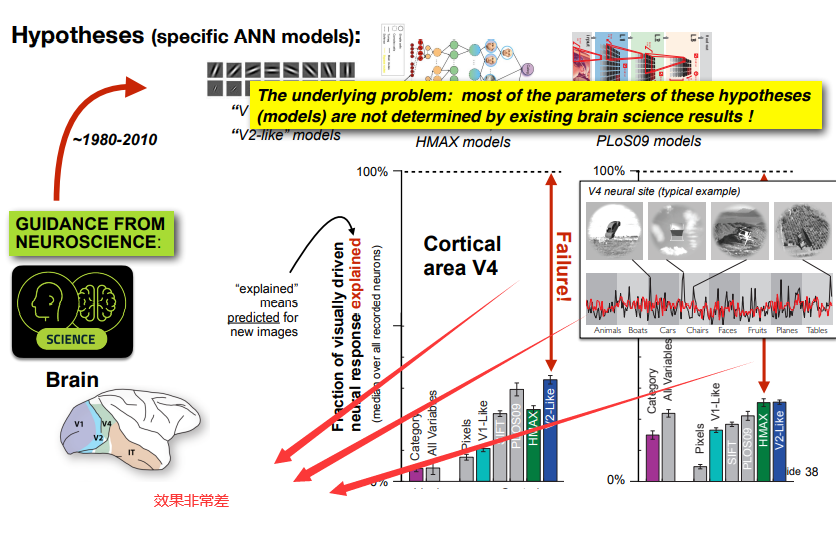 Hypotheses (specific ANN models):
The underlying problem: most of the parameters of these hypotheses
(models) are not determined by existing brain science results !
~1980-2010
"V2-like" models
HMAX models
PLoS09 models
GUIDANCE FROM
NEUROSCIENCE:
SCIENCE
Brain
V1
V2
V4
IT
效果非常差
"explained"
means
predicted for
new images
Fraction of visually driven
neural response explained
(median over all recorded neurons)
100%
Cortical
area V4
Failure!
Category
All Variables
Pixels
V1-Like
SIFT
PLOS09
HMAX
V2-Like
100%
V4 neural site (typical example)
Animals Boats Cars Chairs Faces Fruits Planes Tables
0%
Category
All Variables
Pixels
V1-Like
SIFT
PLOS09
HMAX
V2-Like
ide 38